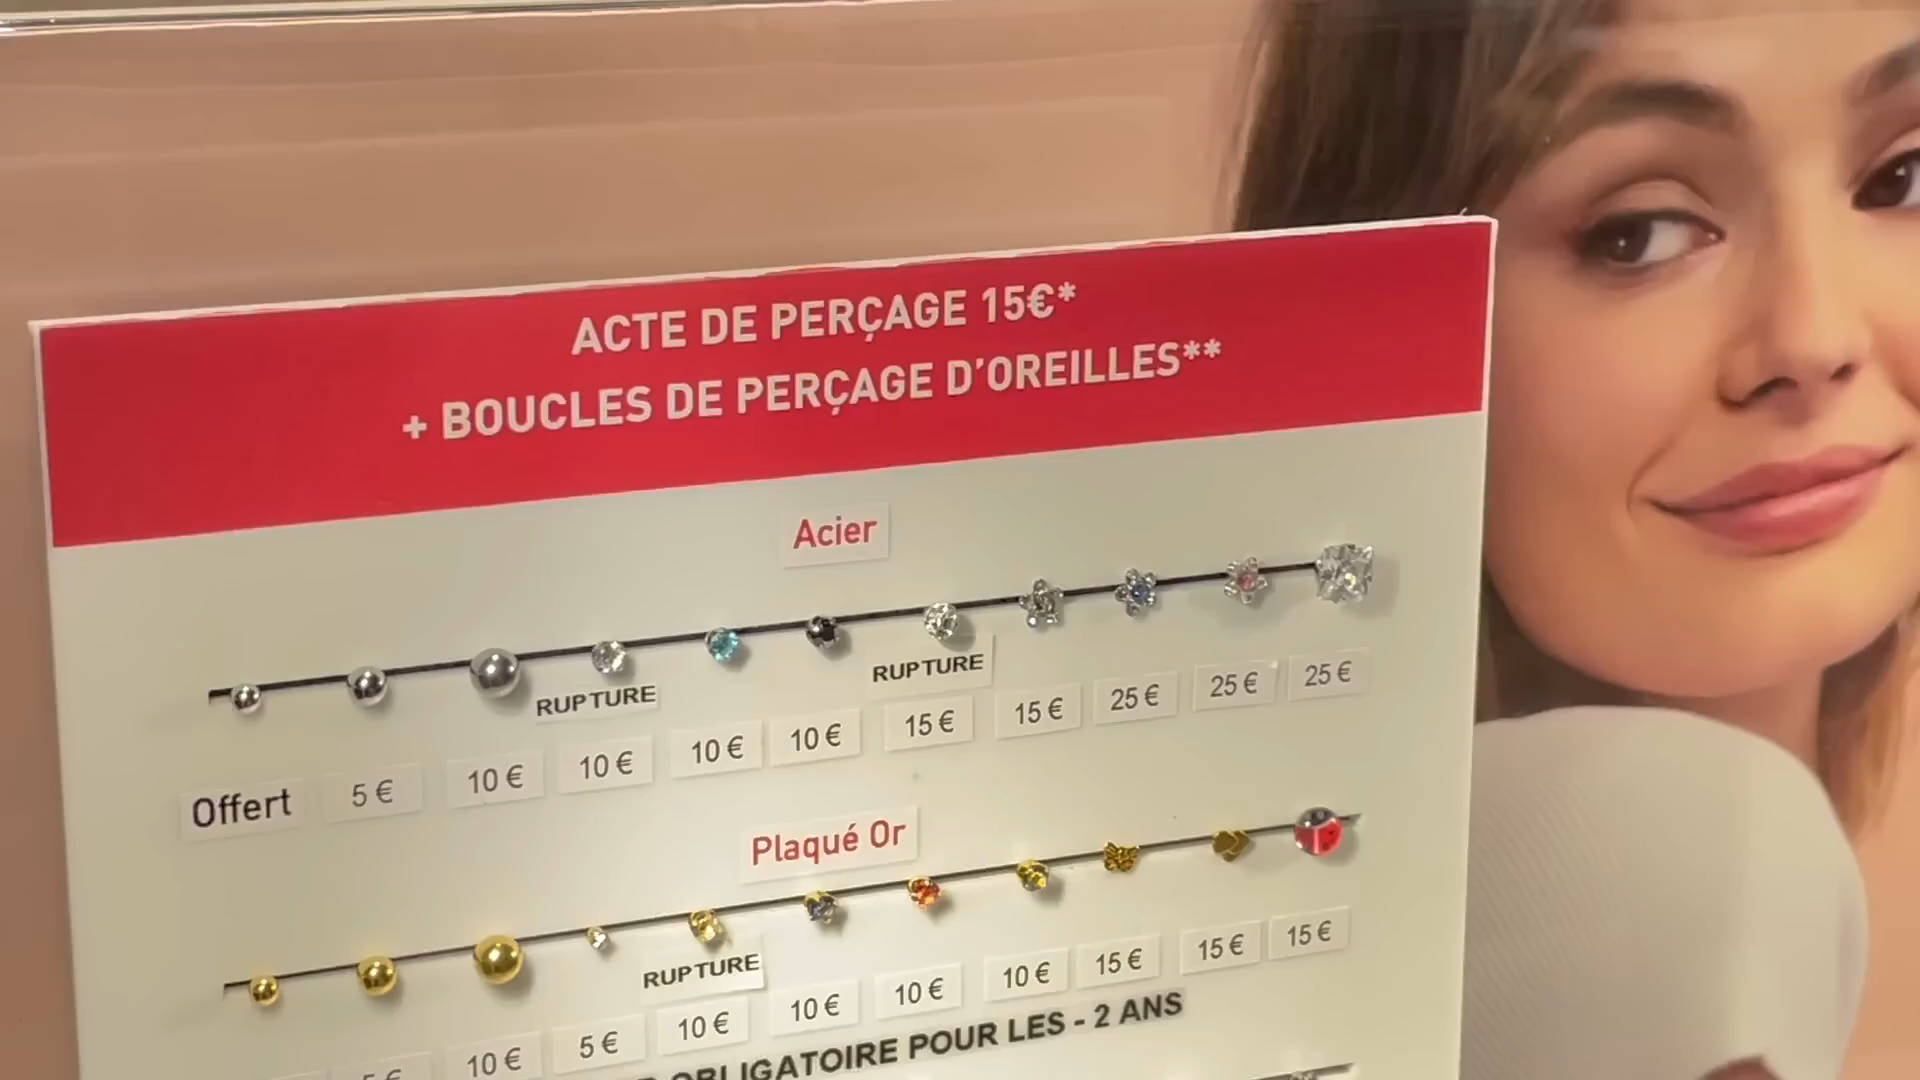 ACTE DE PERÇAGE 15€*
+ BOUCLES DE PERÇAGE D'OREILLES**
Acier
RUPTURE RUPTURE
Offert 5 € 10 € 10 € 10 € 10 € 15 € 15 € 25 € 25 € 25 €
Plaqué Or
RUPTURE
5 € 10 € 5 € 10 € 10 € 10 € 10 € 15 € 15 € 15 €
OBLIGATOIRE POUR LES - 2 ANS